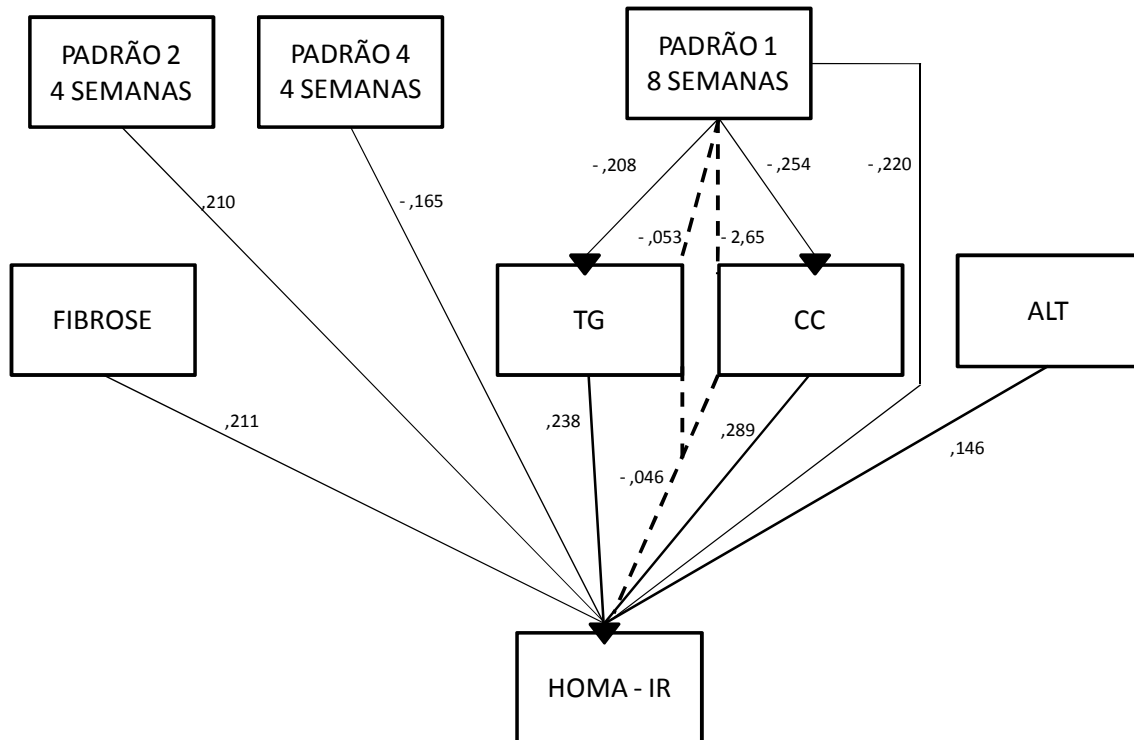 PADRÃO 2
4 SEMANAS
PADRÃO 4
4 SEMANAS
PADRÃO 1
8 SEMANAS
- ,208
- ,254
- ,220
,210
- ,165
- ,053
- 2,65
FIBROSE
TG
CC
ALT
,211
,238
,289
,146
- ,046
HOMA - IR